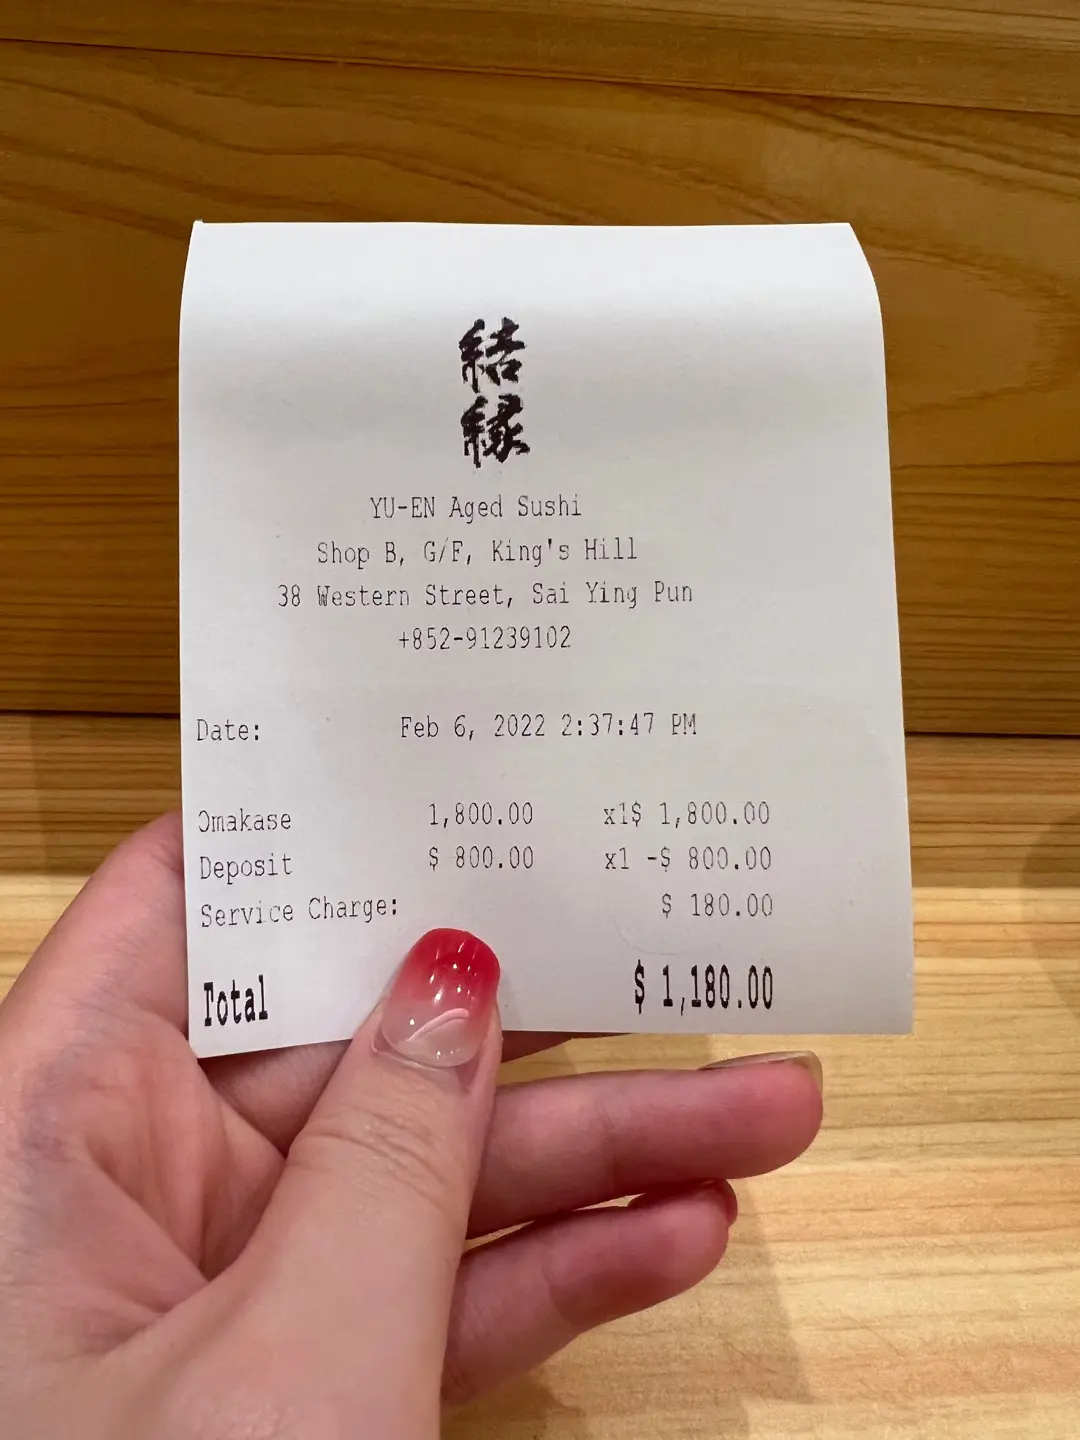 結
縁
YU-EN Aged Sushi
Shop B, G/F, King's Hill
38 Western Street, Sai Ying Pun
+852-91239102
Date: Feb 6, 2022 2:37:47 PM
Omakase 1,800.00 x1$ 1,800.00
Deposit $ 800.00 x1 -$ 800.00
Service Charge: $ 180.00
Total $ 1,180.00